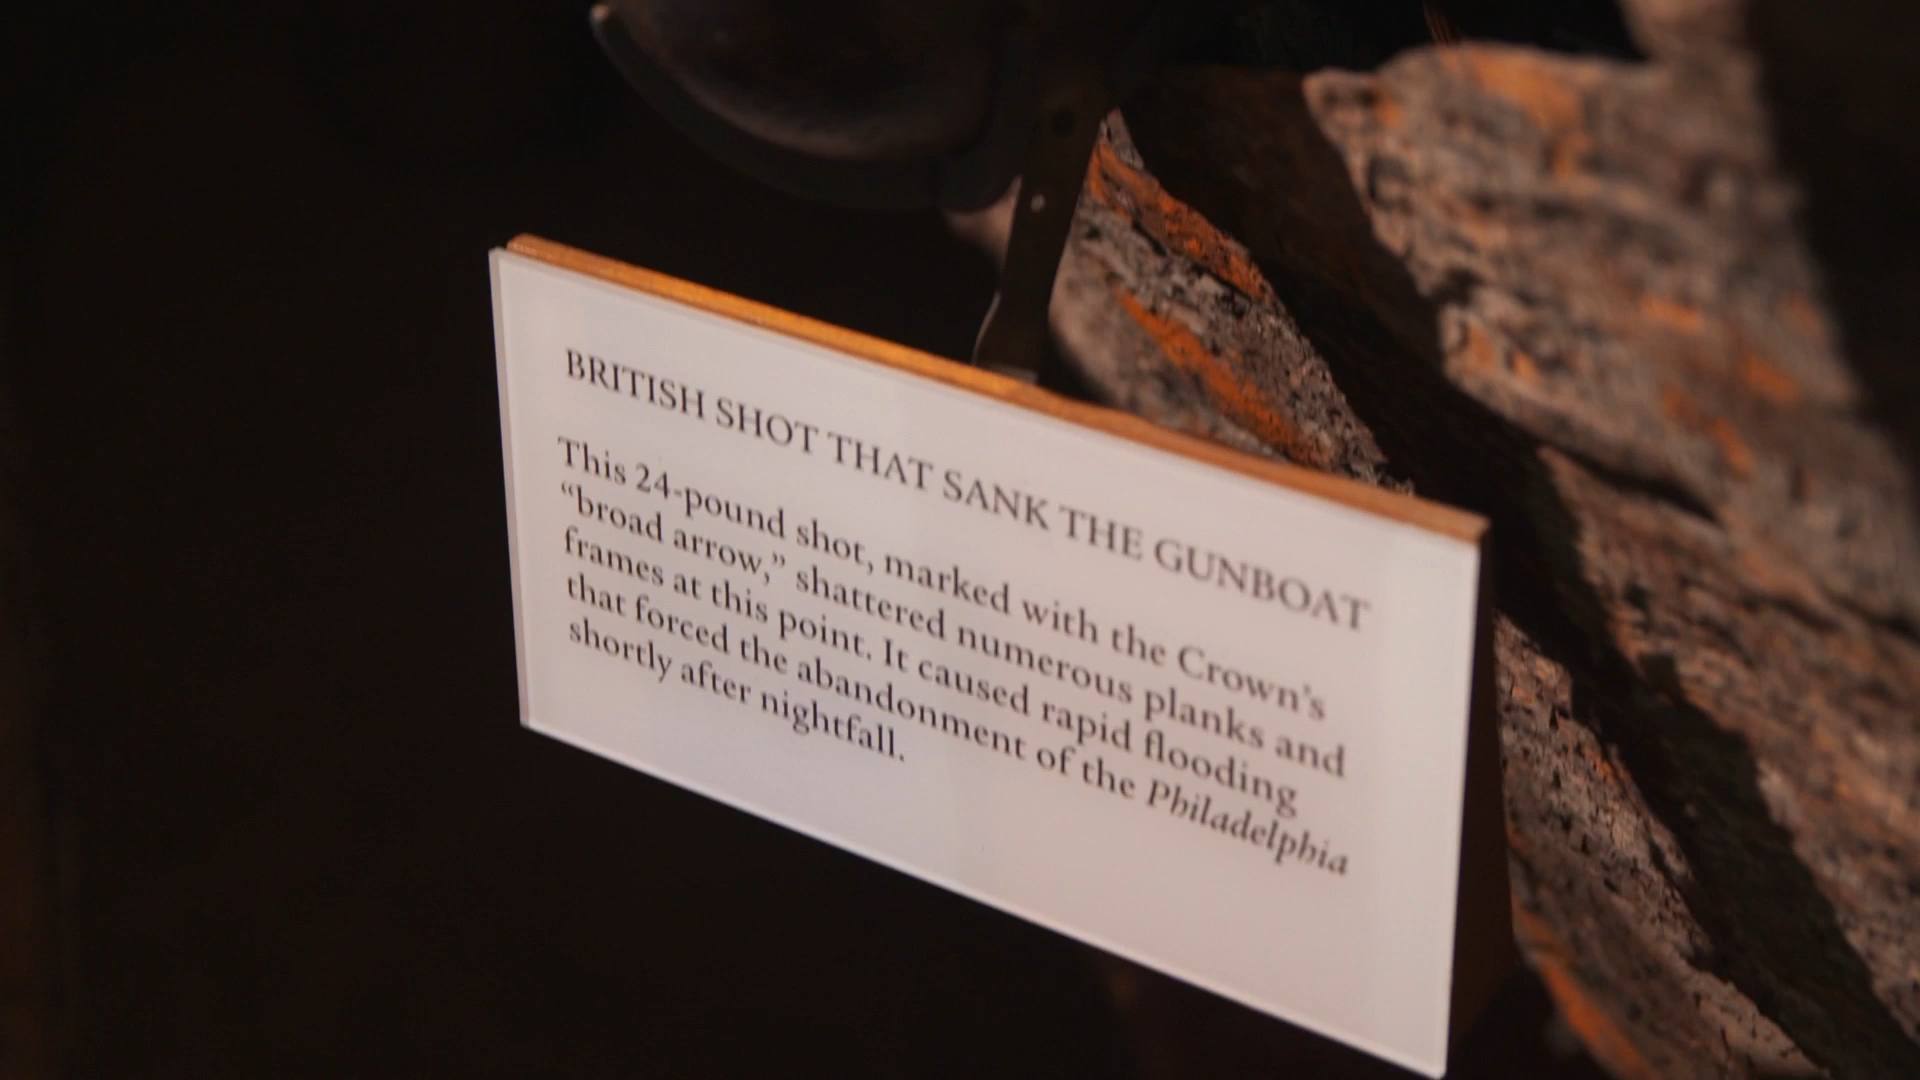 BRITISH SHOT THAT SANK THE GUNBOAT
This 24-pound shot, marked with the Crown's
“broad arrow,” shattered numerous planks and
frames at this point. It caused rapid flooding
that forced the abandonment of the Philadelphia
shortly after nightfall.